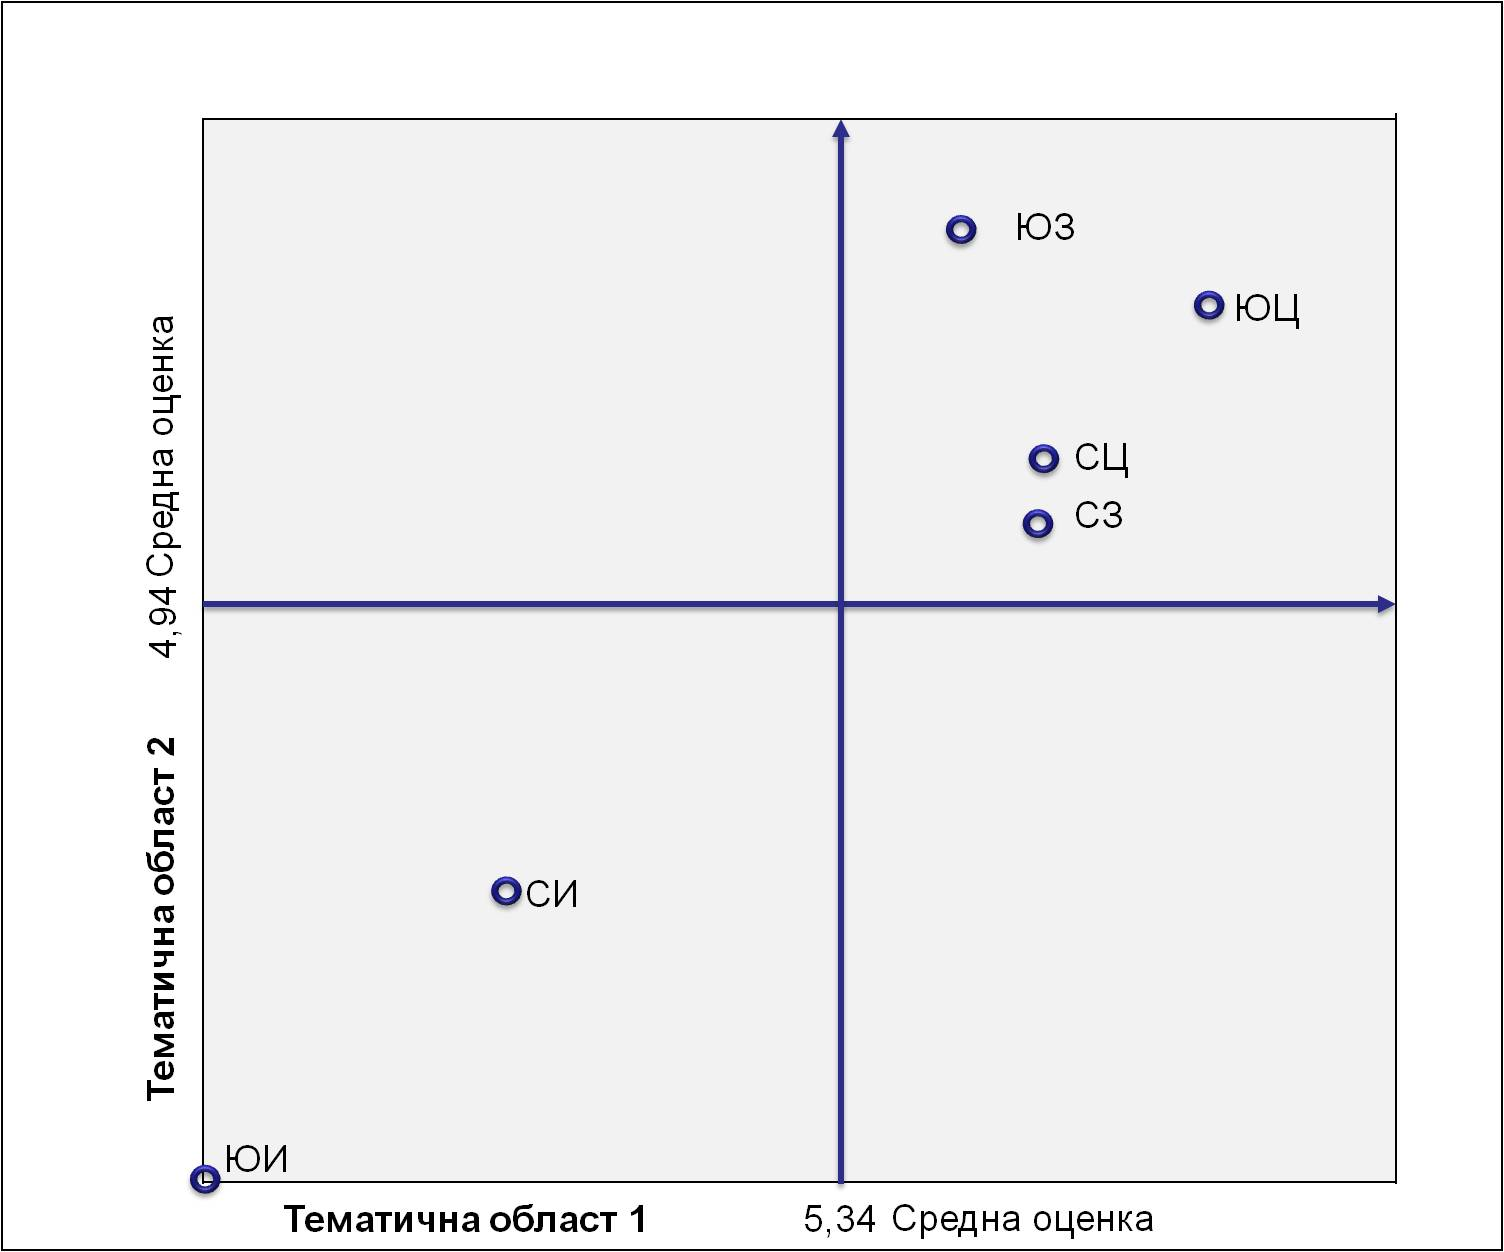 ЮЗ
ЮЦ
СЦ
СЗ
4,94 Средна оценка
Тематична област 2
СИ
ЮИ
Тематична област 1
5,34 Средна оценка